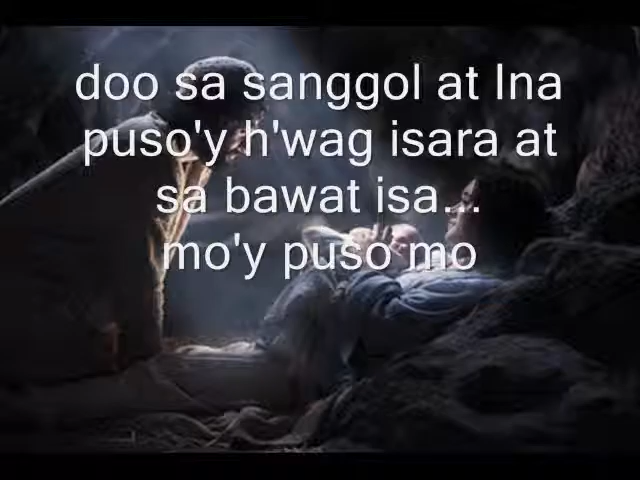 doo sa sanggol at Ina
puso'y h'wag isara at
sa bawat isa...
mo'y puso mo